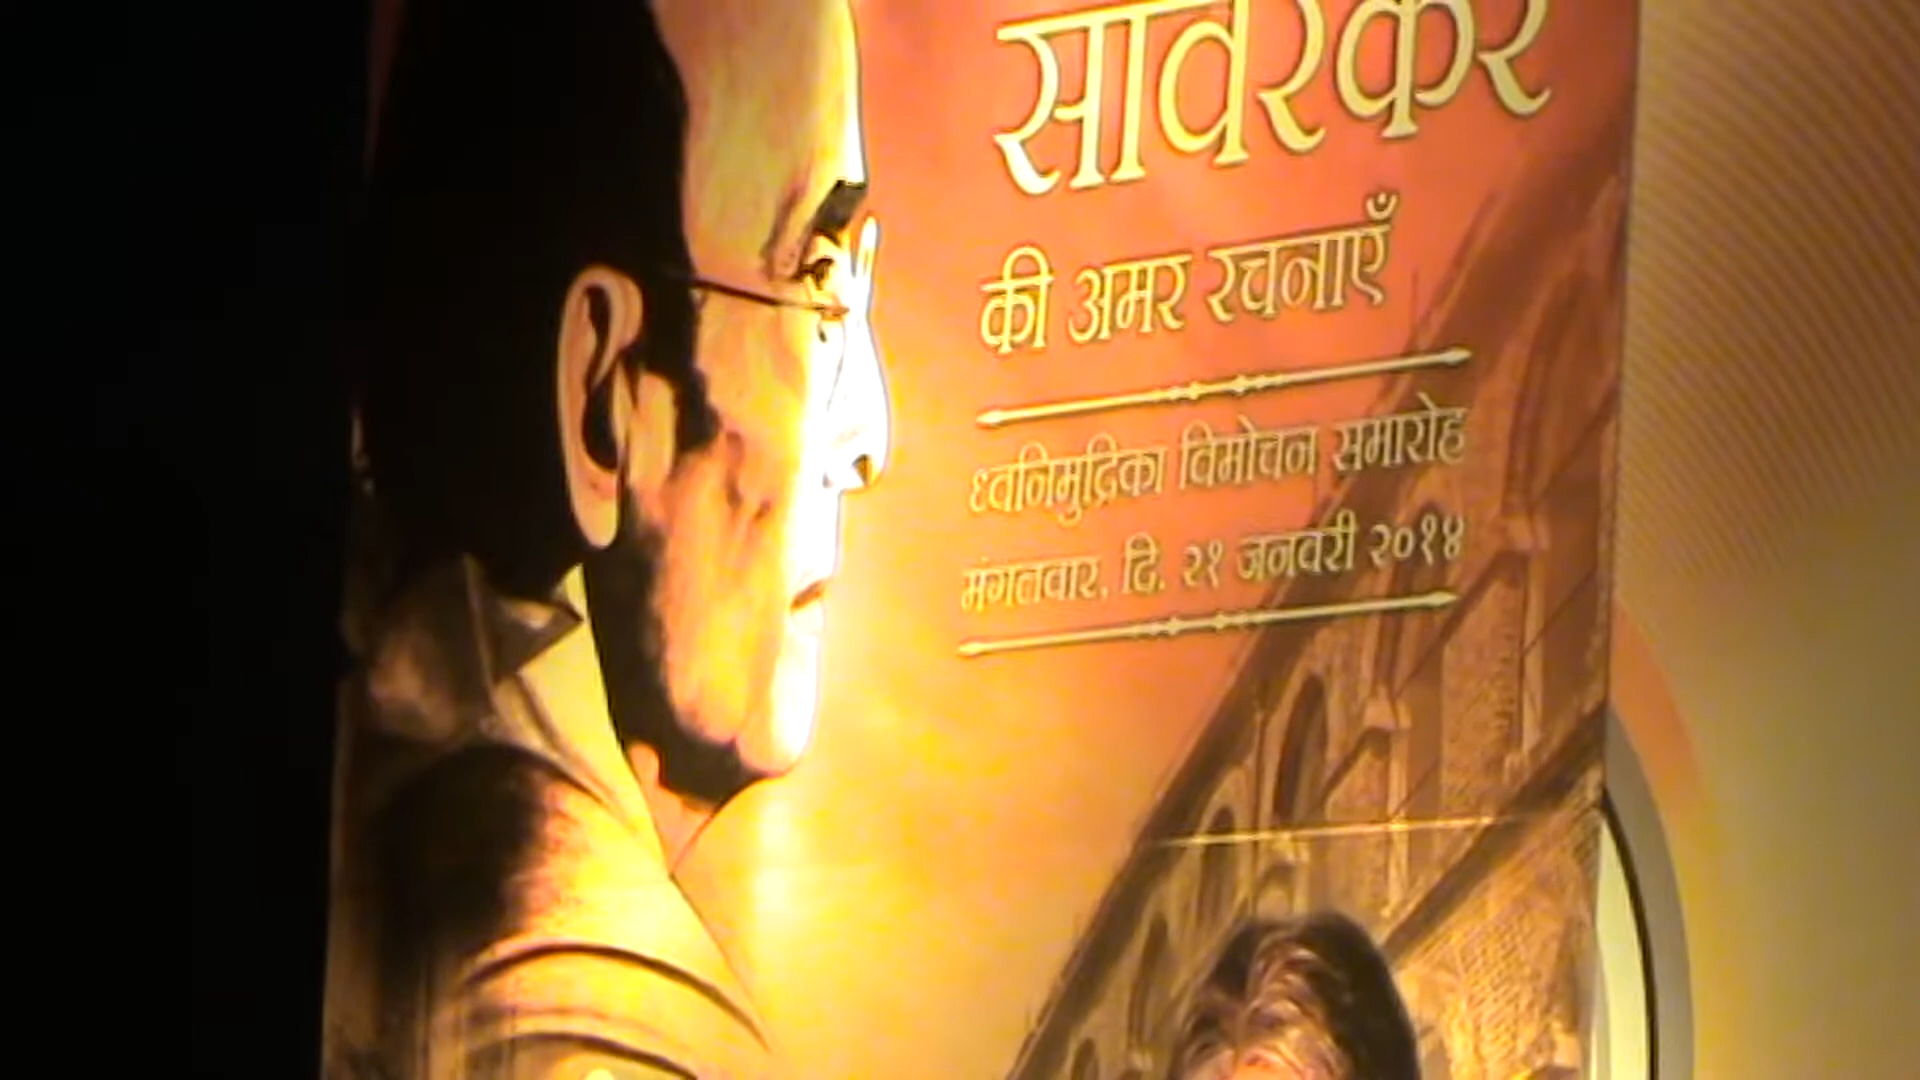 सावरकर
की अमर रचनाएँ
ध्वनिमुद्रिका विमोचन समारोह
मंगलवार, दि. २१ जनवरी २०१४